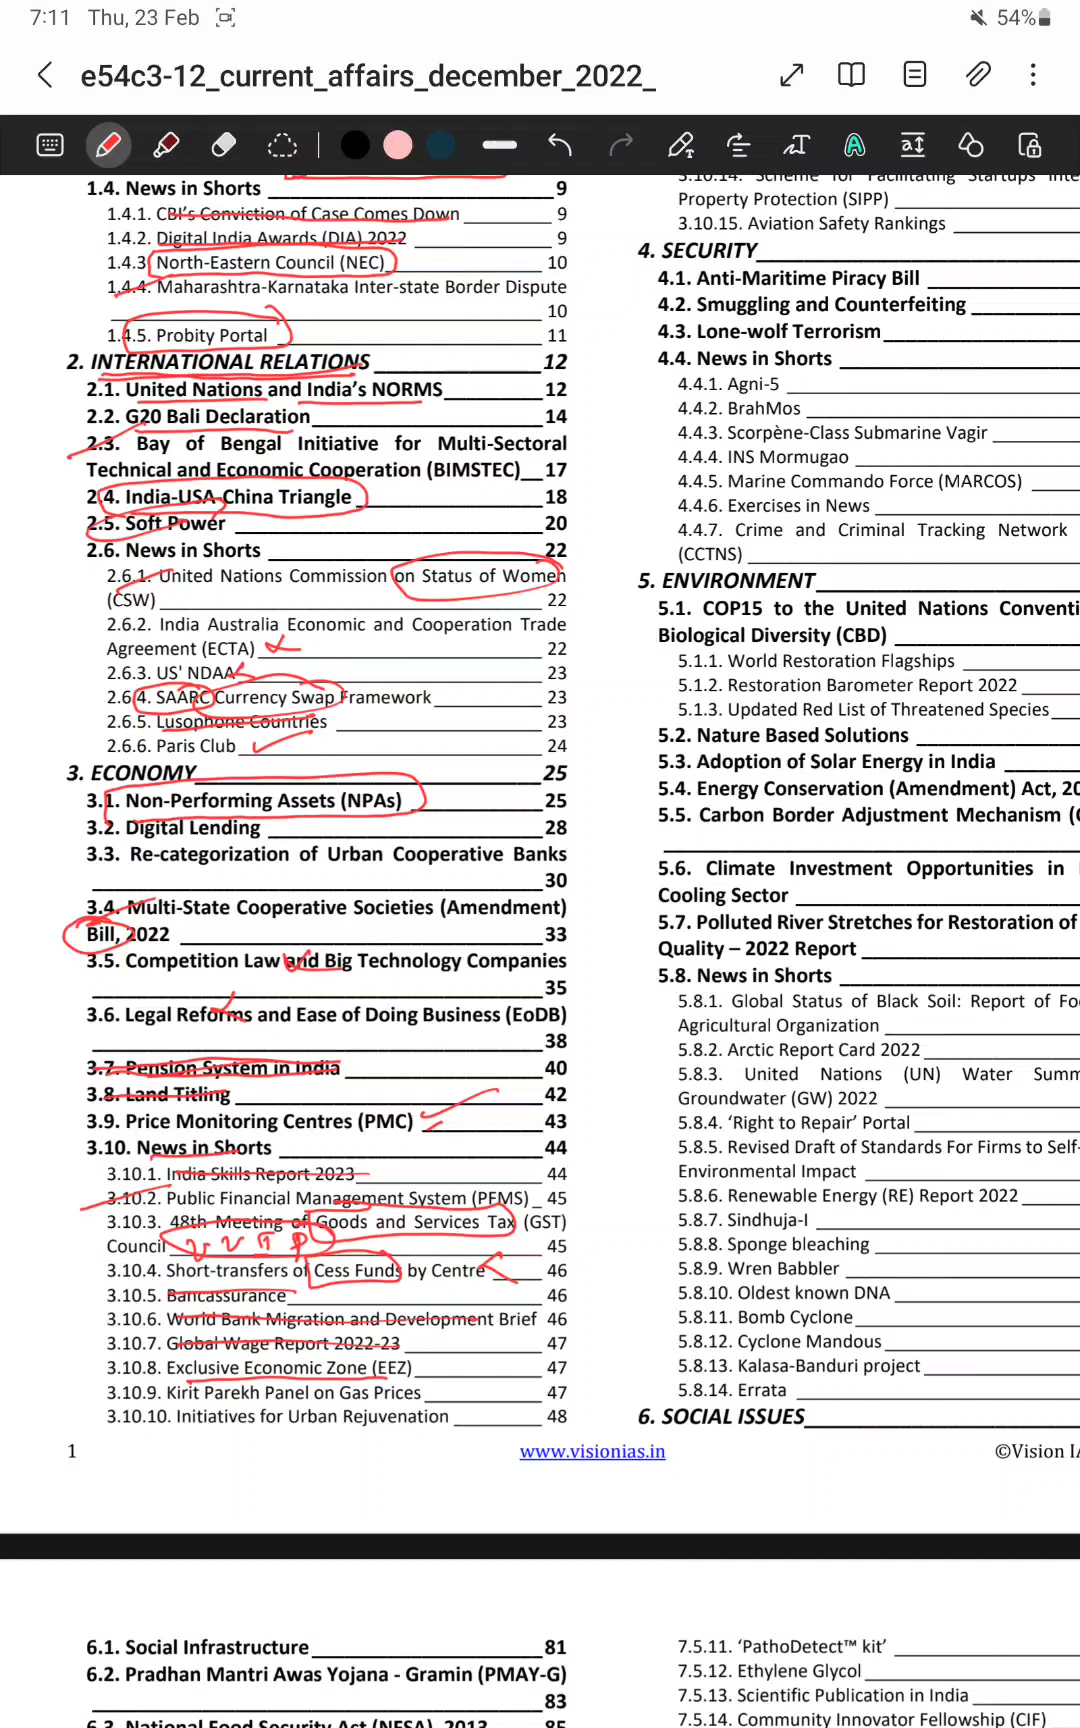 7:11 Thu, 23 Feb
54%
e54c3-12_current_affairs_december_2022_
1.4. News in Shorts 9
1.4.1. CBI's Conviction of Case Comes Down 9
1.4.2. Digital India Awards (DIA) 2022 9
1.4.3 North-Eastern Council (NEC) 10
1.4.4. Maharashtra-Karnataka Inter-state Border Dispute
10
1.4.5. Probity Portal 11
2. INTERNATIONAL RELATIONS 12
2.1. United Nations and India's NORMS 12
2.2. G20 Bali Declaration 14
2.3. Bay of Bengal Initiative for Multi-Sectoral
Technical and Economic Cooperation (BIMSTEC) 17
2.4. India-USA-China Triangle 18
2.5. Soft Power 20
2.6. News in Shorts 22
2.6.1. United Nations Commission on Status of Women
(CSW) 22
2.6.2. India Australia Economic and Cooperation Trade
Agreement (ECTA) 22
2.6.3. US' NDAA 23
2.6.4. SAARC Currency Swap Framework 23
2.6.5. Lusophone Countries 23
2.6.6. Paris Club 24
3. ECONOMY 25
3.1. Non-Performing Assets (NPAs) 25
3.2. Digital Lending 28
3.3. Re-categorization of Urban Cooperative Banks
30
3.4. Multi-State Cooperative Societies (Amendment)
Bill, 2022 33
3.5. Competition Law and Big Technology Companies
35
3.6. Legal Reforms and Ease of Doing Business (EoDB)
38
3.7. Pension System in India 40
3.8. Land Titling 42
3.9. Price Monitoring Centres (PMC) 43
3.10. News in Shorts 44
3.10.1. India Skills Report 2023 44
3.10.2. Public Financial Management System (PFMS) 45
3.10.3. 48th Meeting of Goods and Services Tax (GST)
Council 45
3.10.4. Short-transfers of Cess Funds by Centre 46
3.10.5. Bancassurance 46
3.10.6. World Bank Migration and Development Brief 46
3.10.7. Global Wage Report 2022-23 47
3.10.8. Exclusive Economic Zone (EEZ) 47
3.10.9. Kirit Parekh Panel on Gas Prices 47
3.10.10. Initiatives for Urban Rejuvenation 48
3.10.14. Scheme for Facilitating Startups
Property Protection (SIPP)
3.10.15. Aviation Safety Rankings
4. SECURITY
4.1. Anti-Maritime Piracy Bill
4.2. Smuggling and Counterfeiting
4.3. Lone-wolf Terrorism
4.4. News in Shorts
4.4.1. Agni-5
4.4.2. BrahMos
4.4.3. Scorpène-Class Submarine Vagir
4.4.4. INS Mormugao
4.4.5. Marine Commando Force (MARCOS)
4.4.6. Exercises in News
4.4.7. Crime and Criminal Tracking Network
(CCTNS)
5. ENVIRONMENT
5.1. COP15 to the United Nations Conventi
Biological Diversity (CBD)
5.1.1. World Restoration Flagships
5.1.2. Restoration Barometer Report 2022
5.1.3. Updated Red List of Threatened Species
5.2. Nature Based Solutions
5.3. Adoption of Solar Energy in India
5.4. Energy Conservation (Amendment) Act, 20
5.5. Carbon Border Adjustment Mechanism (
5.6. Climate Investment Opportunities in
Cooling Sector
5.7. Polluted River Stretches for Restoration of
Quality – 2022 Report
5.8. News in Shorts
5.8.1. Global Status of Black Soil: Report of Fo
Agricultural Organization
5.8.2. Arctic Report Card 2022
5.8.3. United Nations (UN) Water Summ
Groundwater (GW) 2022
5.8.4. 'Right to Repair' Portal
5.8.5. Revised Draft of Standards For Firms to Self-
Environmental Impact
5.8.6. Renewable Energy (RE) Report 2022
5.8.7. Sindhuja-I
5.8.8. Sponge bleaching
5.8.9. Wren Babbler
5.8.10. Oldest known DNA
5.8.11. Bomb Cyclone
5.8.12. Cyclone Mandous
5.8.13. Kalasa-Banduri project
5.8.14. Errata
6. SOCIAL ISSUES
1 www.visionias.in ©Vision IA
6.1. Social Infrastructure 81
6.2. Pradhan Mantri Awas Yojana - Gramin (PMAY-G)
83
6.3. National Food Security Act (NFSA), 2013 85
7.5.11. 'PathoDetect™ kit'
7.5.12. Ethylene Glycol
7.5.13. Scientific Publication in India
7.5.14. Community Innovator Fellowship (CIF)